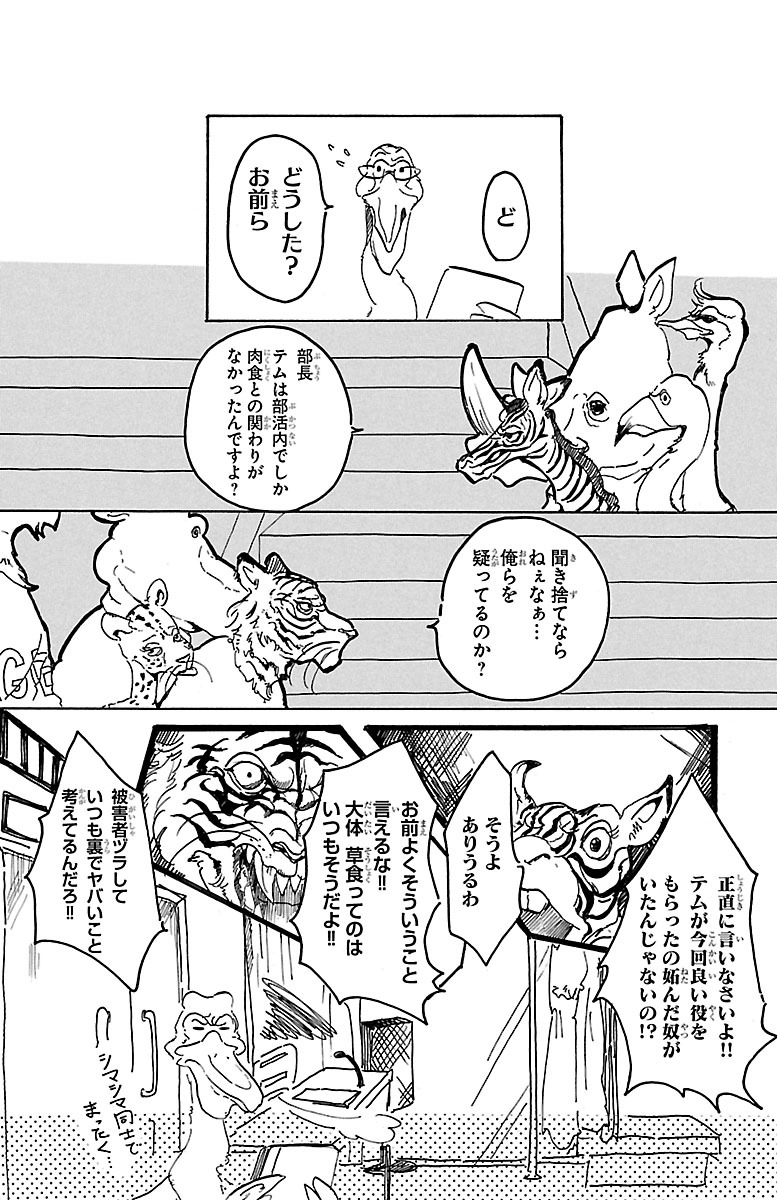 ど
どうした?
お前ら
部長
テムは部活内でしか
肉食との関わりが
なかったんですよ?
聞き捨てなら
ねぇなぁ…
俺らを
疑ってるのか?
正直に言いなさいよ!!
テムが今回良い役を
もらったの妬んだ奴が
いたんじゃないの!?
そうよ
ありうるわ
お前よくそういうこと
言えるな!!
大体 草食ってのは
いつもそうだよ!!
被害者ヅラして
いつも裏でヤバいこと
考えてるんだろ!!
シマシマ同士で
まったく…